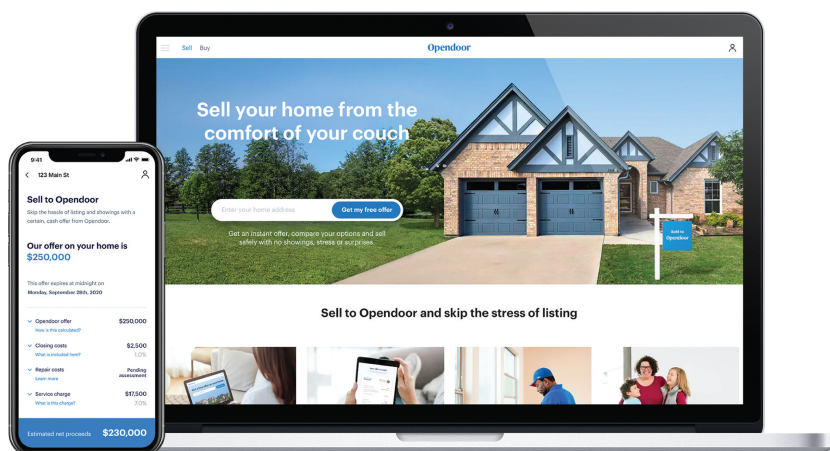 Sell Buy
Opendoor
Sell your home from the
comfort of your couch
Enter your home address
Get my free offer
Get an instant offer, compare your options and sell
safely with no showings, stress or surprises
Sold to
Opendoor
Sell to Opendoor and skip the stress of listing
9:41
123 Main St
Sell to Opendoor
Skip the hassle of listing and showings with a
certain, cash offer from Opendoor.
Our offer on your home is
$250,000
This offer expires at midnight on
Monday, September 28th, 2020
Opendoor offer $250,000
How is this calculated?
Closing costs $2,500
What is included here? 1.0%
Repair costs Pending
Learn more assessment
Service charge $17,500
What is this charge? 7.0%
Estimated net proceeds $230,000